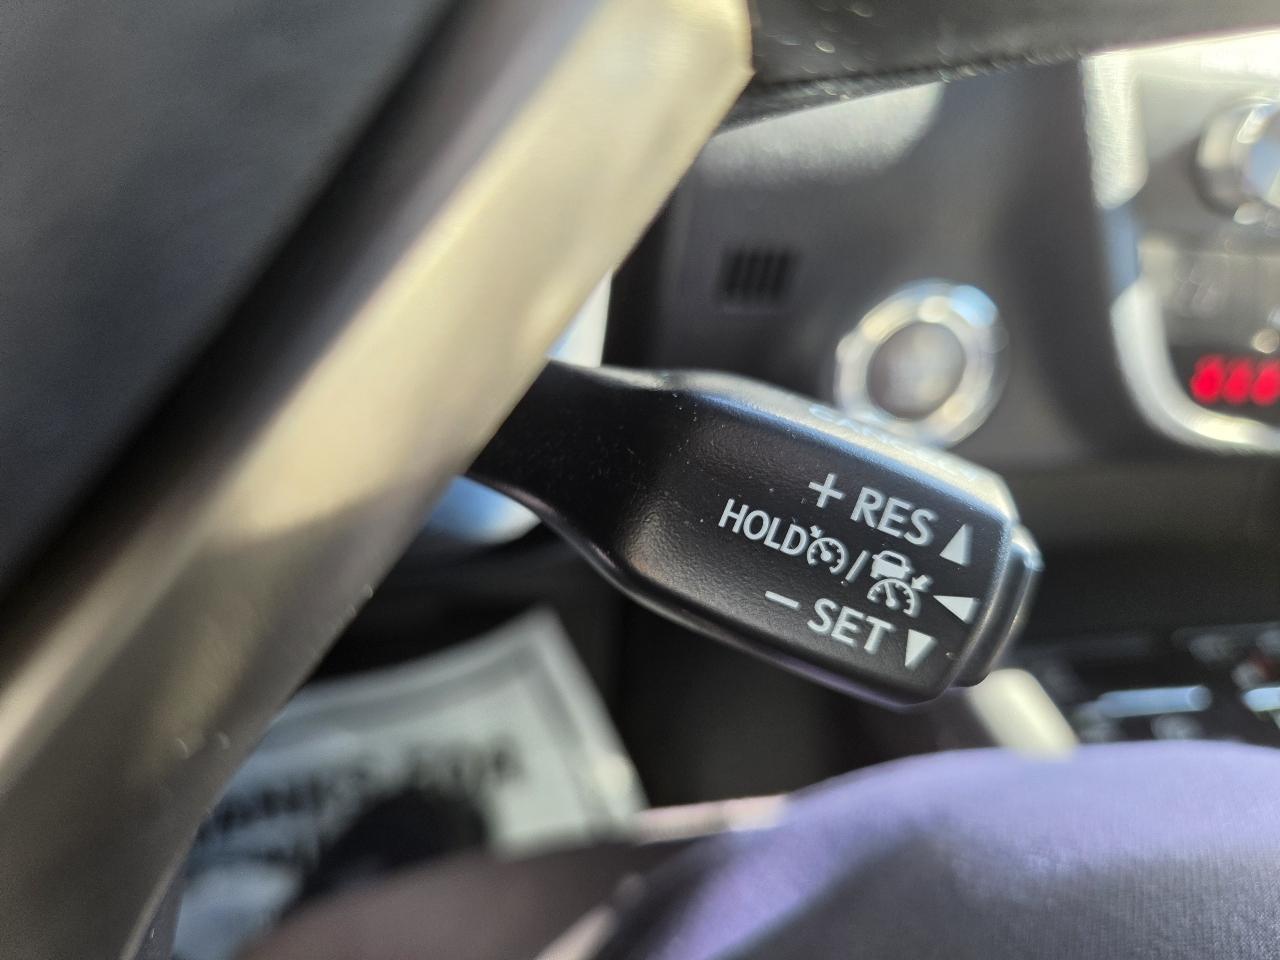 + RES
HOLD /
− SET